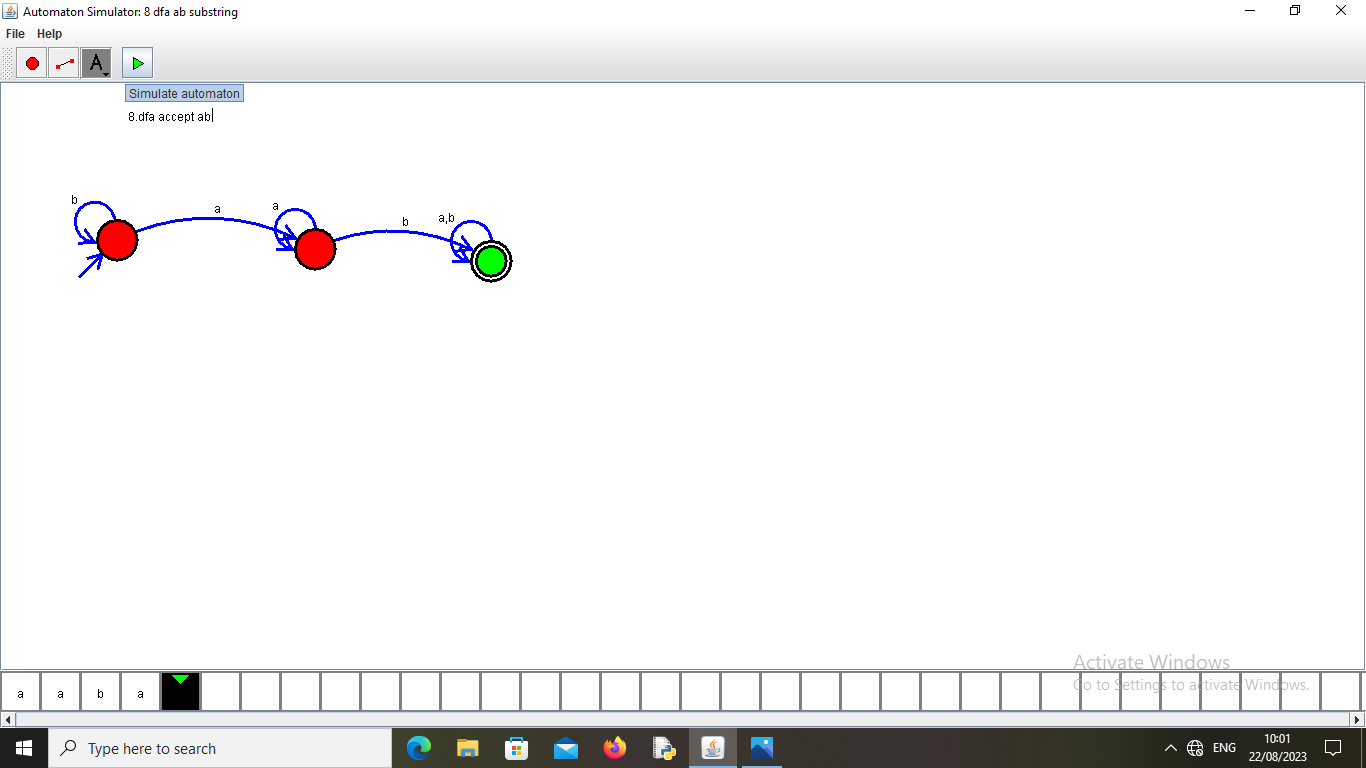 Automaton Simulator: 8 dfa ab substring
File Help
A
Simulate automaton
8.dfa accept ab
b a a b a,b
a a b a
Activate Windows
Go to Settings to activate Windows.
Type here to search
ENG
10:01
22/08/2023